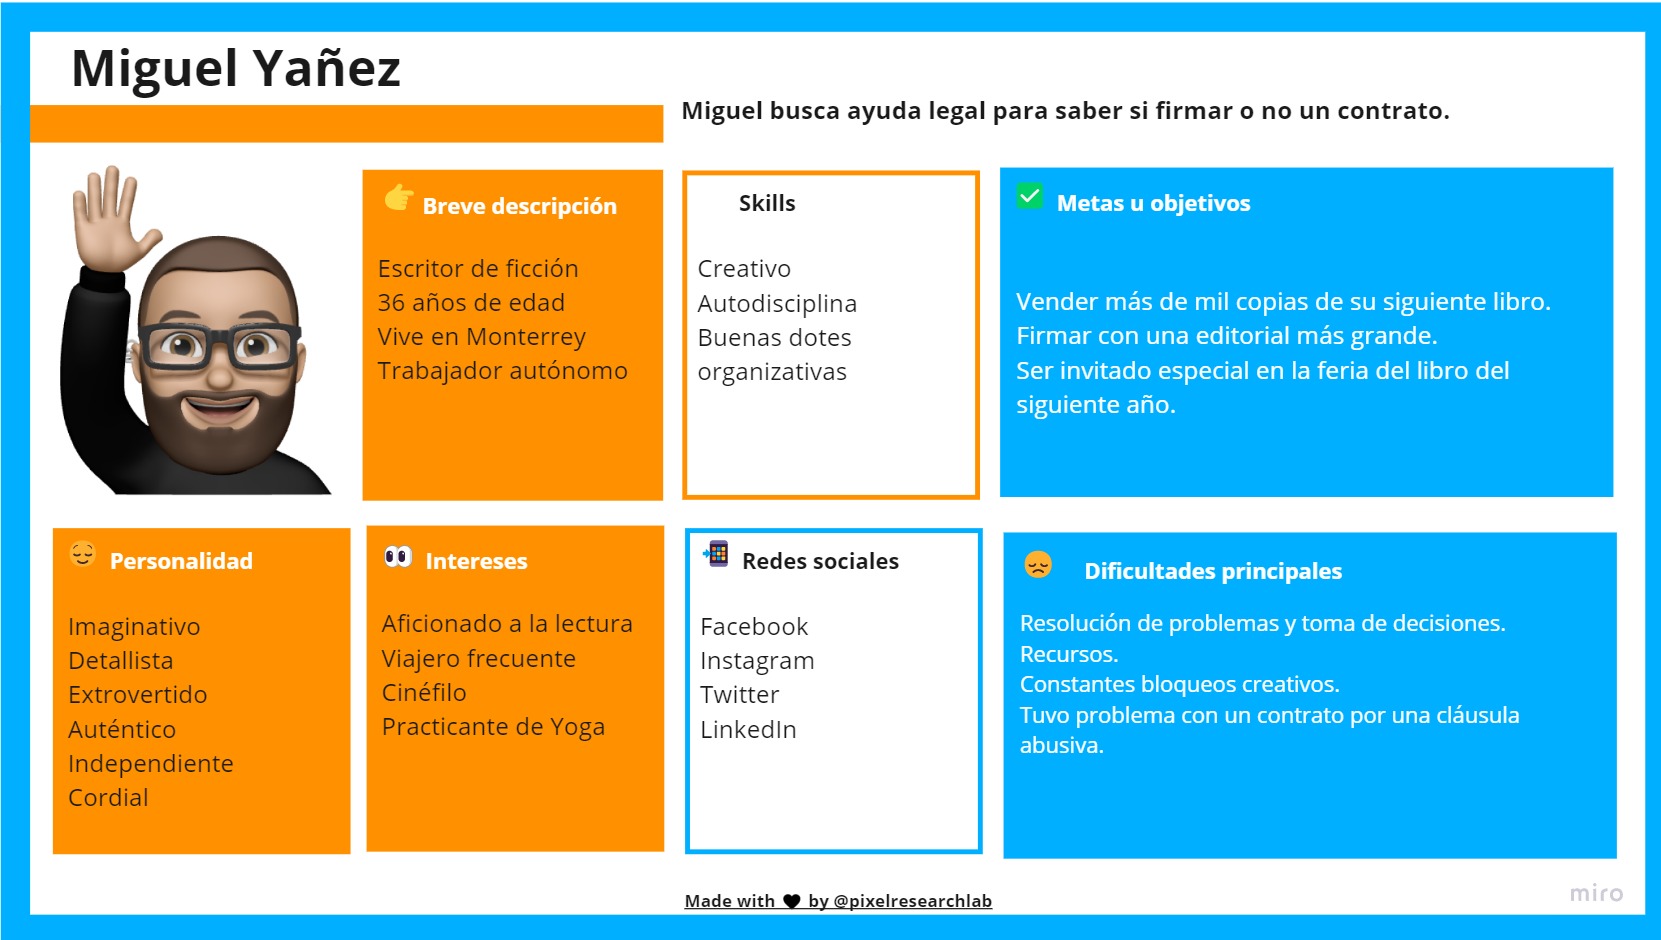 Miguel Yañez
Miguel busca ayuda legal para saber si firmar o no un contrato.
Breve descripción
Escritor de ficción
36 años de edad
Vive en Monterrey
Trabajador autónomo
Skills
Creativo
Autodisciplina
Buenas dotes
organizativas
Metas u objetivos
Vender más de mil copias de su siguiente libro.
Firmar con una editorial más grande.
Ser invitado especial en la feria del libro del
siguiente año.
Personalidad
Imaginativo
Detallista
Extrovertido
Auténtico
Independiente
Cordial
Intereses
Aficionado a la lectura
Viajero frecuente
Cinéfilo
Practicante de Yoga
Redes sociales
Facebook
Instagram
Twitter
LinkedIn
Dificultades principales
Resolución de problemas y toma de decisiones.
Recursos.
Constantes bloqueos creativos.
Tuvo problema con un contrato por una cláusula
abusiva.
Made with 🖤 by @pixelresearchlab
miro